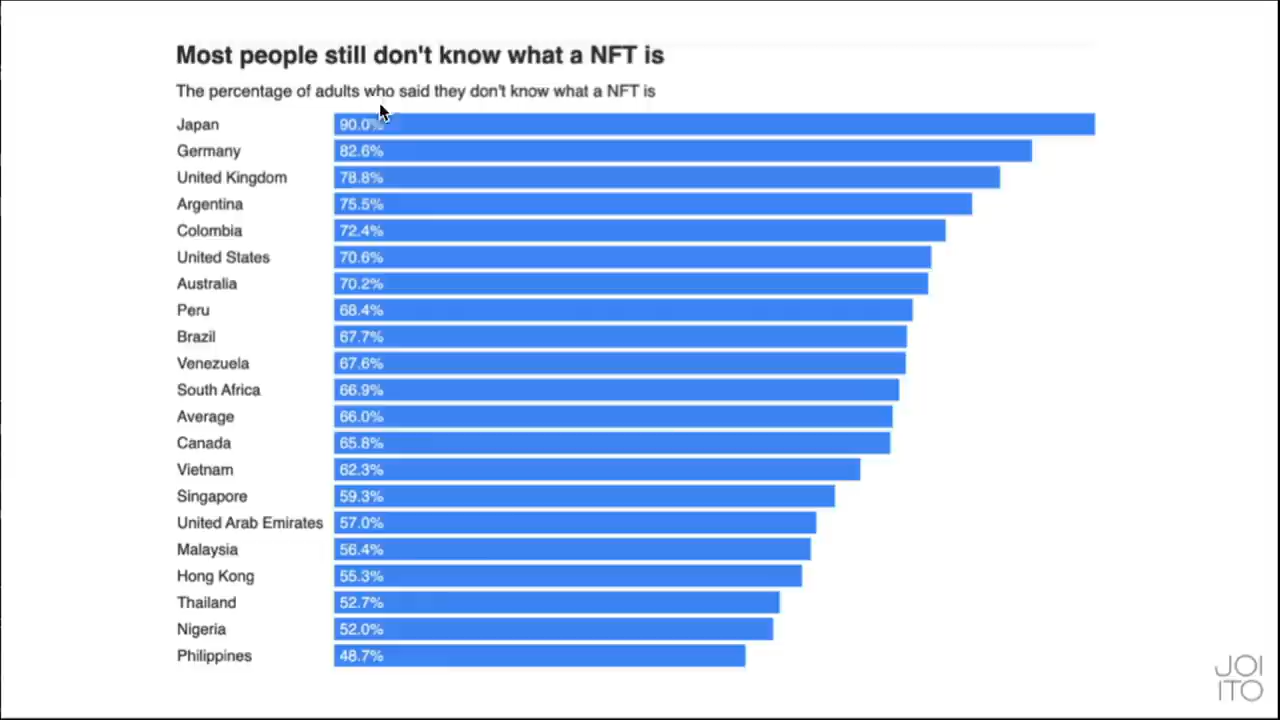 Most people still don't know what a NFT is
The percentage of adults who said they don't know what a NFT is
Japan 90.0%
Germany 82.6%
United Kingdom 78.8%
Argentina 75.5%
Colombia 72.4%
United States 70.6%
Australia 70.2%
Peru 68.4%
Brazil 67.7%
Venezuela 67.6%
South Africa 66.9%
Average 66.0%
Canada 65.8%
Vietnam 62.3%
Singapore 59.3%
United Arab Emirates 57.0%
Malaysia 56.4%
Hong Kong 55.3%
Thailand 52.7%
Nigeria 52.0%
Philippines 48.7%
JOI
ITO